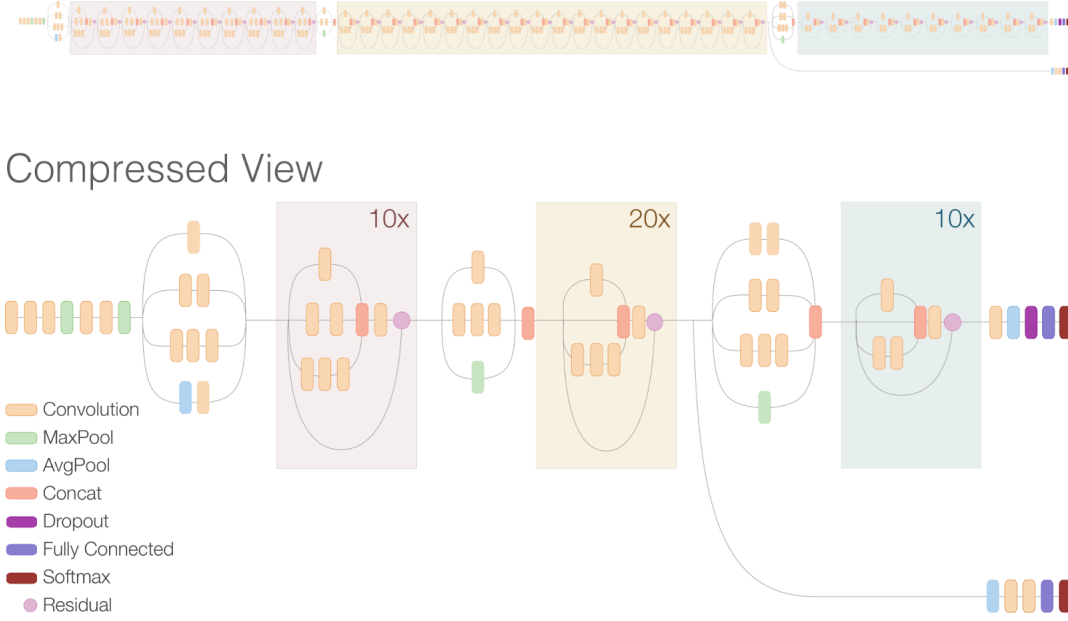 Compressed View
10x
20x
10x
Convolution
MaxPool
AvgPool
Concat
Dropout
Fully Connected
Softmax
Residual